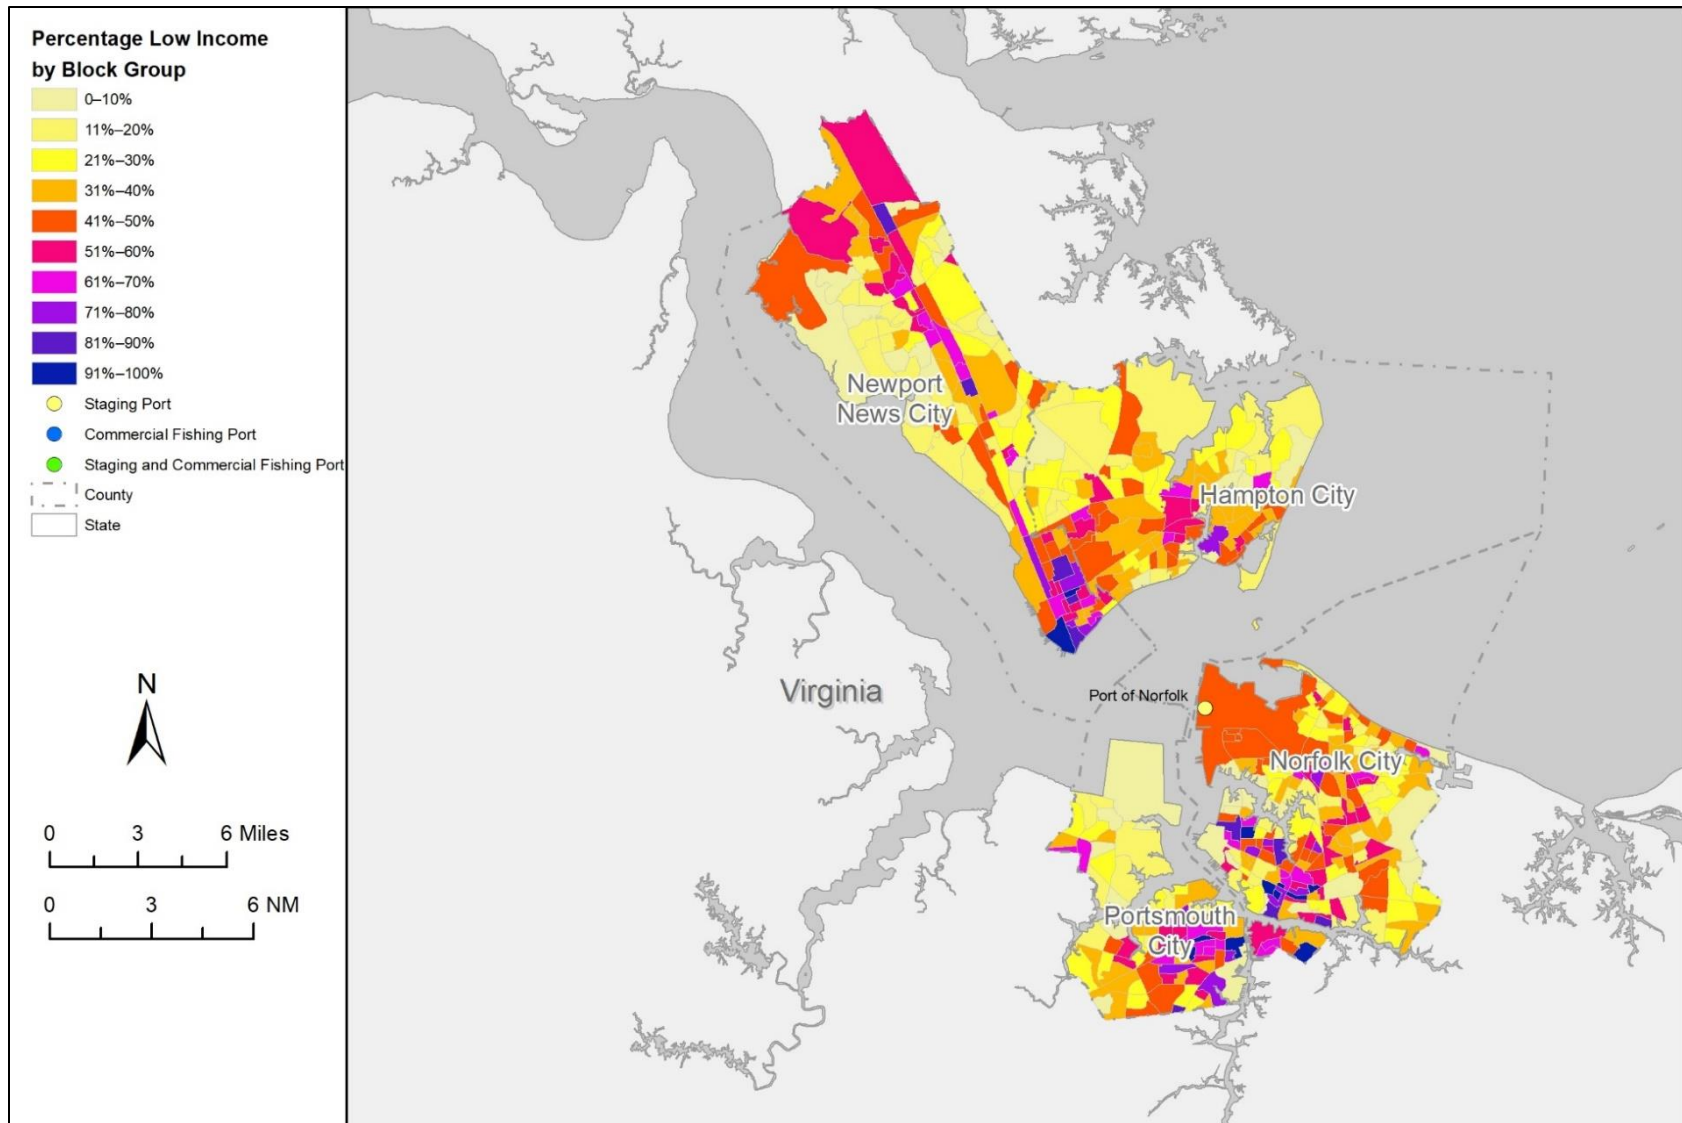 Percentage Low Income
by Block Group
0–10%
11%–20%
21%–30%
31%–40%
41%–50%
51%–60%
61%–70%
71%–80%
81%–90%
91%–100%
Staging Port
Commercial Fishing Port
Staging and Commercial Fishing Port
County
State
N
0 3 6 Miles
0 3 6 NM
Newport
News City
Hampton City
Virginia
Port of Norfolk
Norfolk City
Portsmouth
City